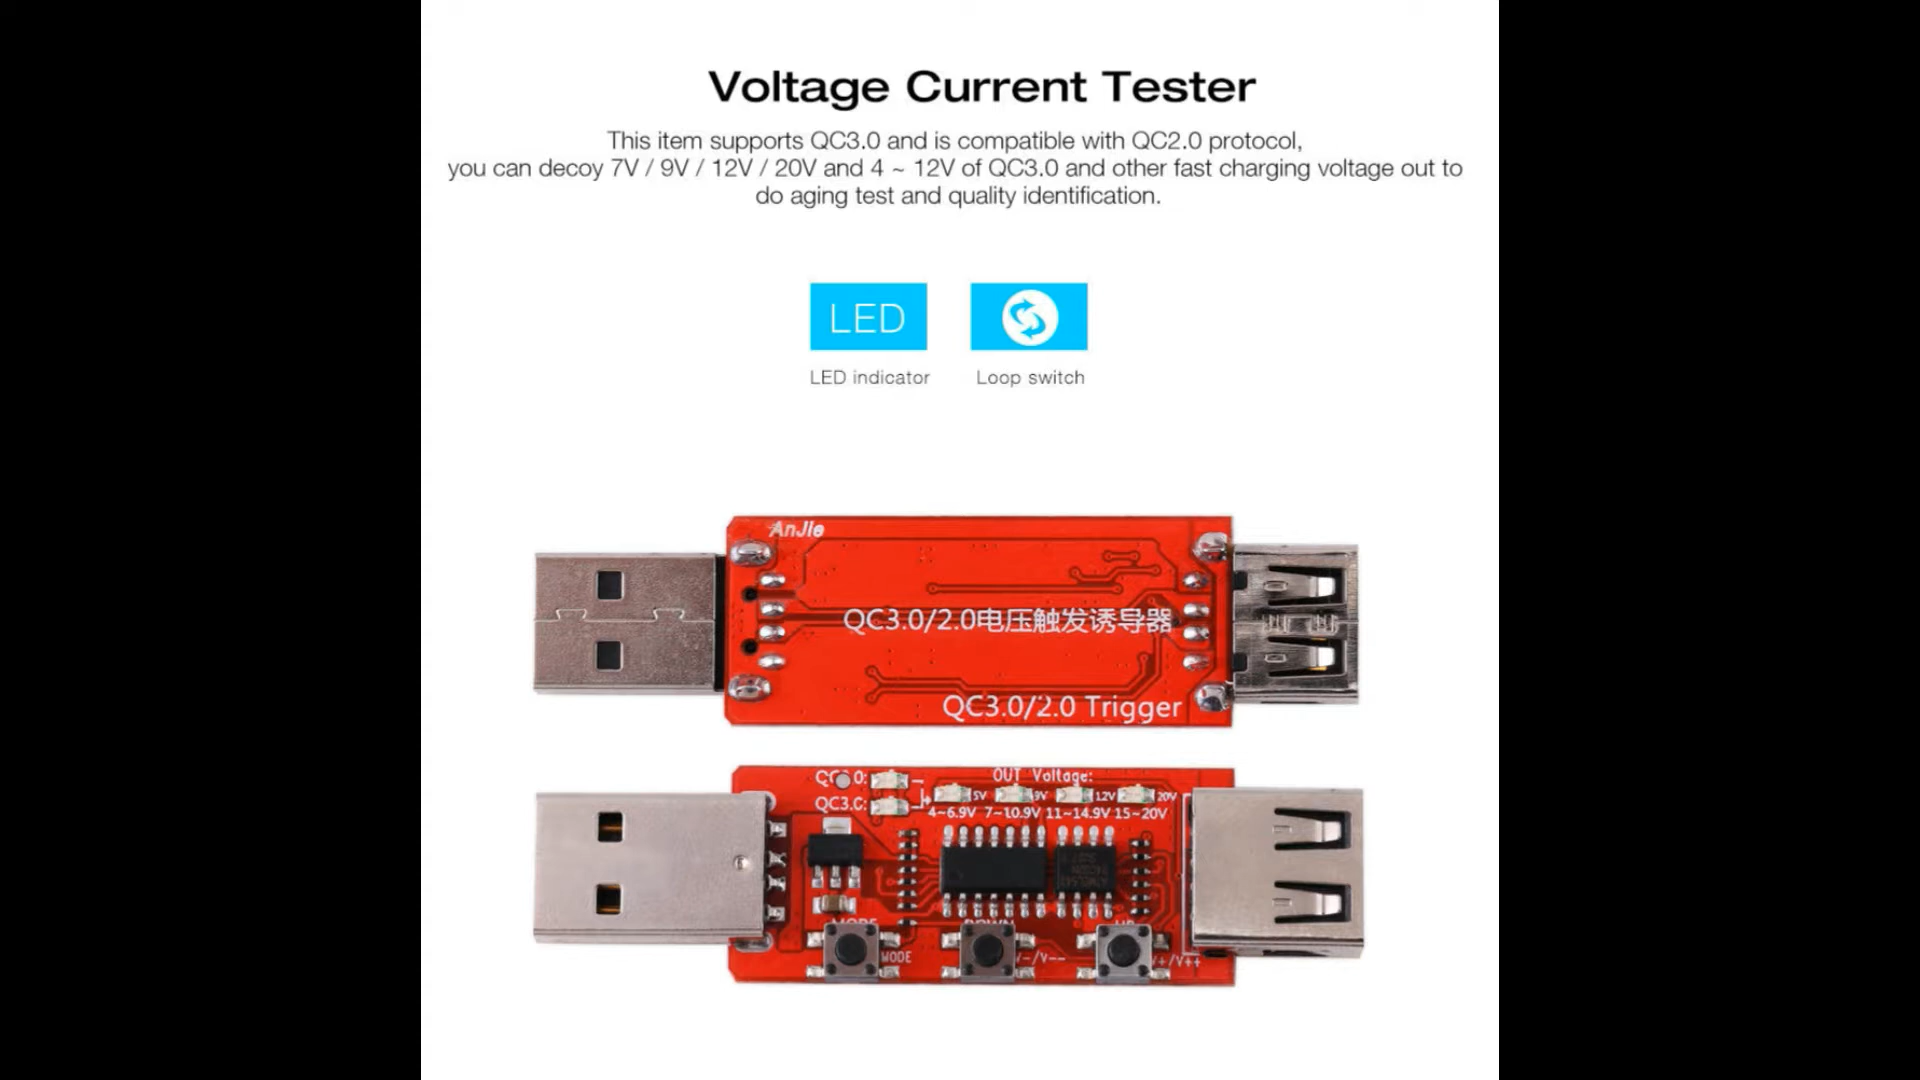 Voltage Current Tester
This item supports QC3.0 and is compatible with QC2.0 protocol,
you can decoy 7V / 9V / 12V / 20V and 4 ~ 12V of QC3.0 and other fast charging voltage out to
do aging test and quality identification.
LED
LED indicator
Loop switch
AnJie
QC3.0/2.0电压触发诱导器
QC3.0/2.0 Trigger
OUT Voltage:
QC3.0:
5V 9V 12V 20V
4~6.9V 7~10.9V 11~14.9V 15~20V
MODE DOWN UP
MODE
V-/V--
V+/V++